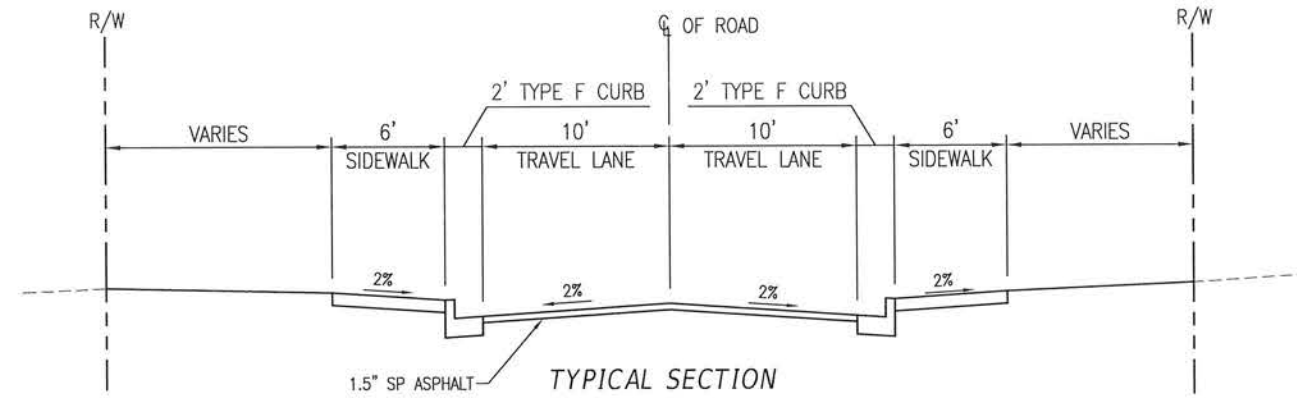 R/W
℄ OF ROAD
R/W
2' TYPE F CURB
2' TYPE F CURB
VARIES
6'
SIDEWALK
10'
TRAVEL LANE
10'
TRAVEL LANE
6'
SIDEWALK
VARIES
2%
2%
2%
2%
1.5" SP ASPHALT
TYPICAL SECTION